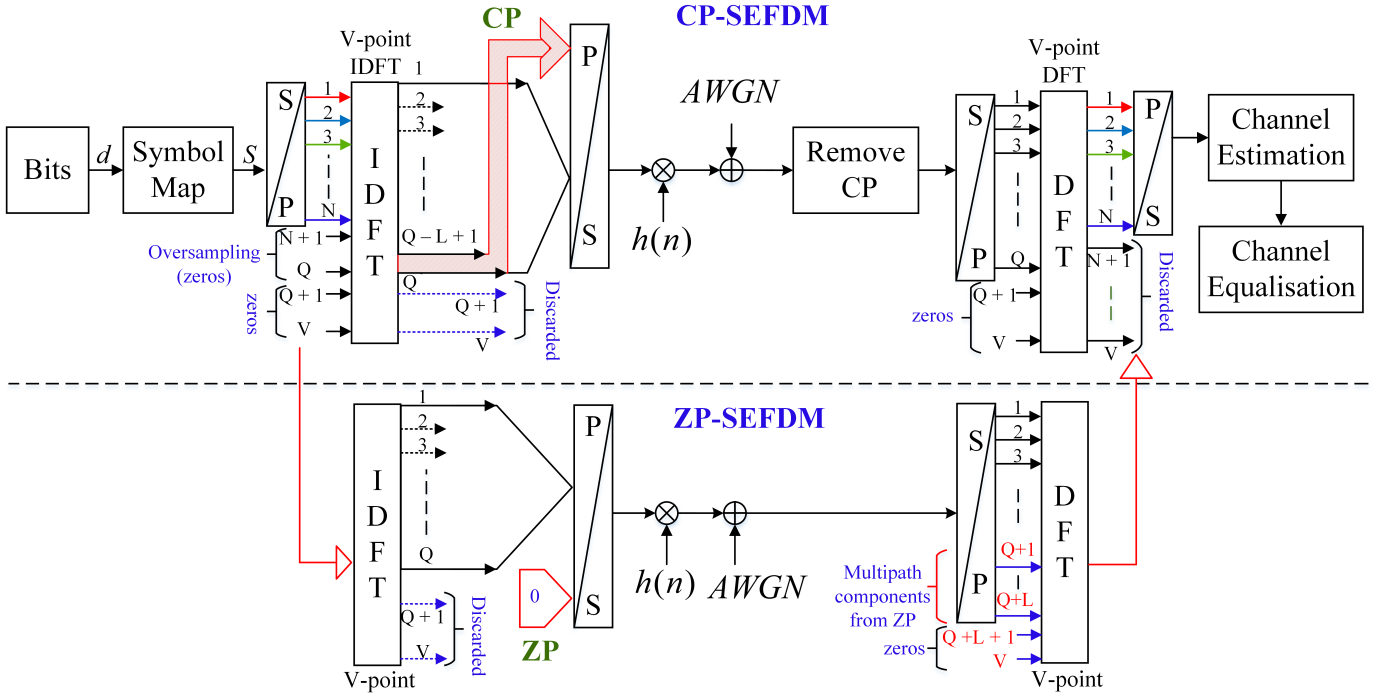 CP
CP-SEFDM
V-point
IDFT
1
2
3
N
S
P
I
D
F
T
1
2
3
Q – L + 1
Q
Q + 1
V
Discarded
P
S
Bits
d
Symbol
Map
S
N + 1
Q
Q + 1
V
Oversampling
(zeros)
zeros
AWGN
h(n)
Remove
CP
S
P
1
2
3
Q
Q + 1
V
zeros
V-point
DFT
D
F
T
1
2
3
N
N + 1
V
Discarded
P
S
Channel
Estimation
Channel
Equalisation
ZP-SEFDM
I
D
F
T
V-point
1
2
3
Q
Q + 1
V
Discarded
0
ZP
P
S
h(n)
AWGN
S
P
1
2
3
Q+1
Q+L
Q +L + 1
V
Multipath
components
from ZP
zeros
D
F
T
V-point